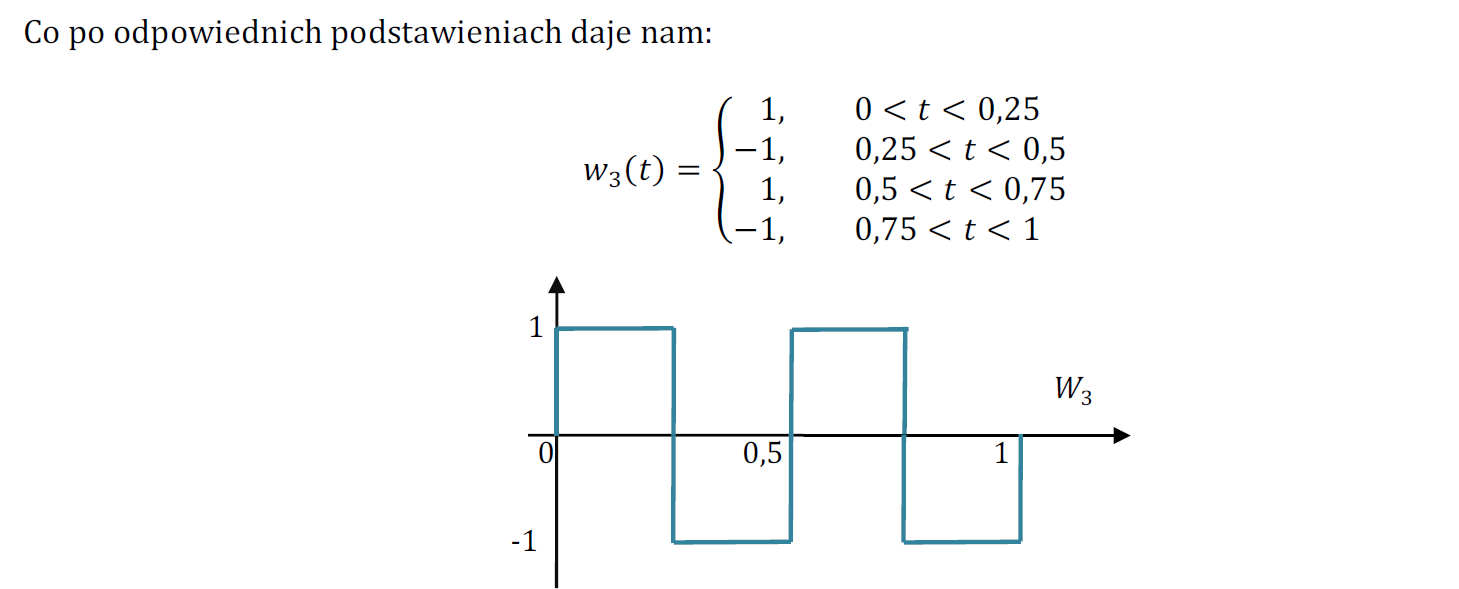 Co po odpowiednich podstawieniach daje nam:
w₃(t) = { 1, 0 < t < 0,25
−1, 0,25 < t < 0,5
1, 0,5 < t < 0,75
−1, 0,75 < t < 1
1
W₃
0 0,5 1
-1